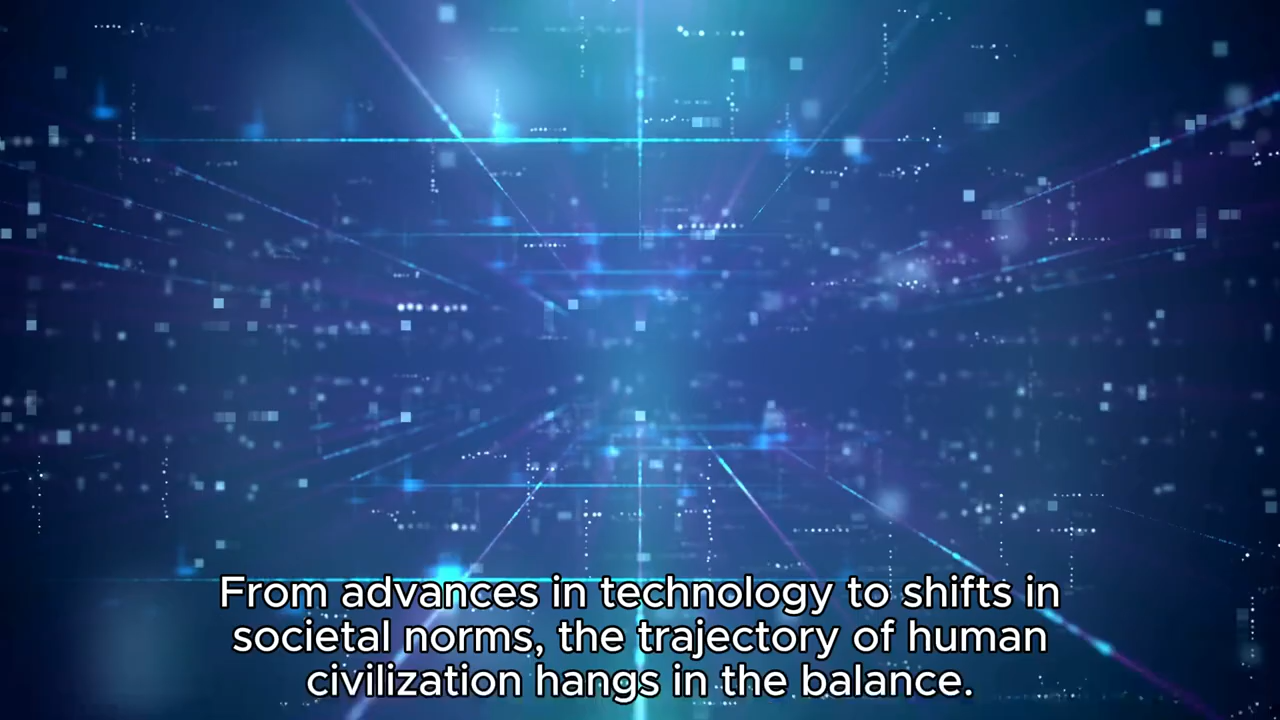 From advances in technology to shifts in
societal norms, the trajectory of human
civilization hangs in the balance.